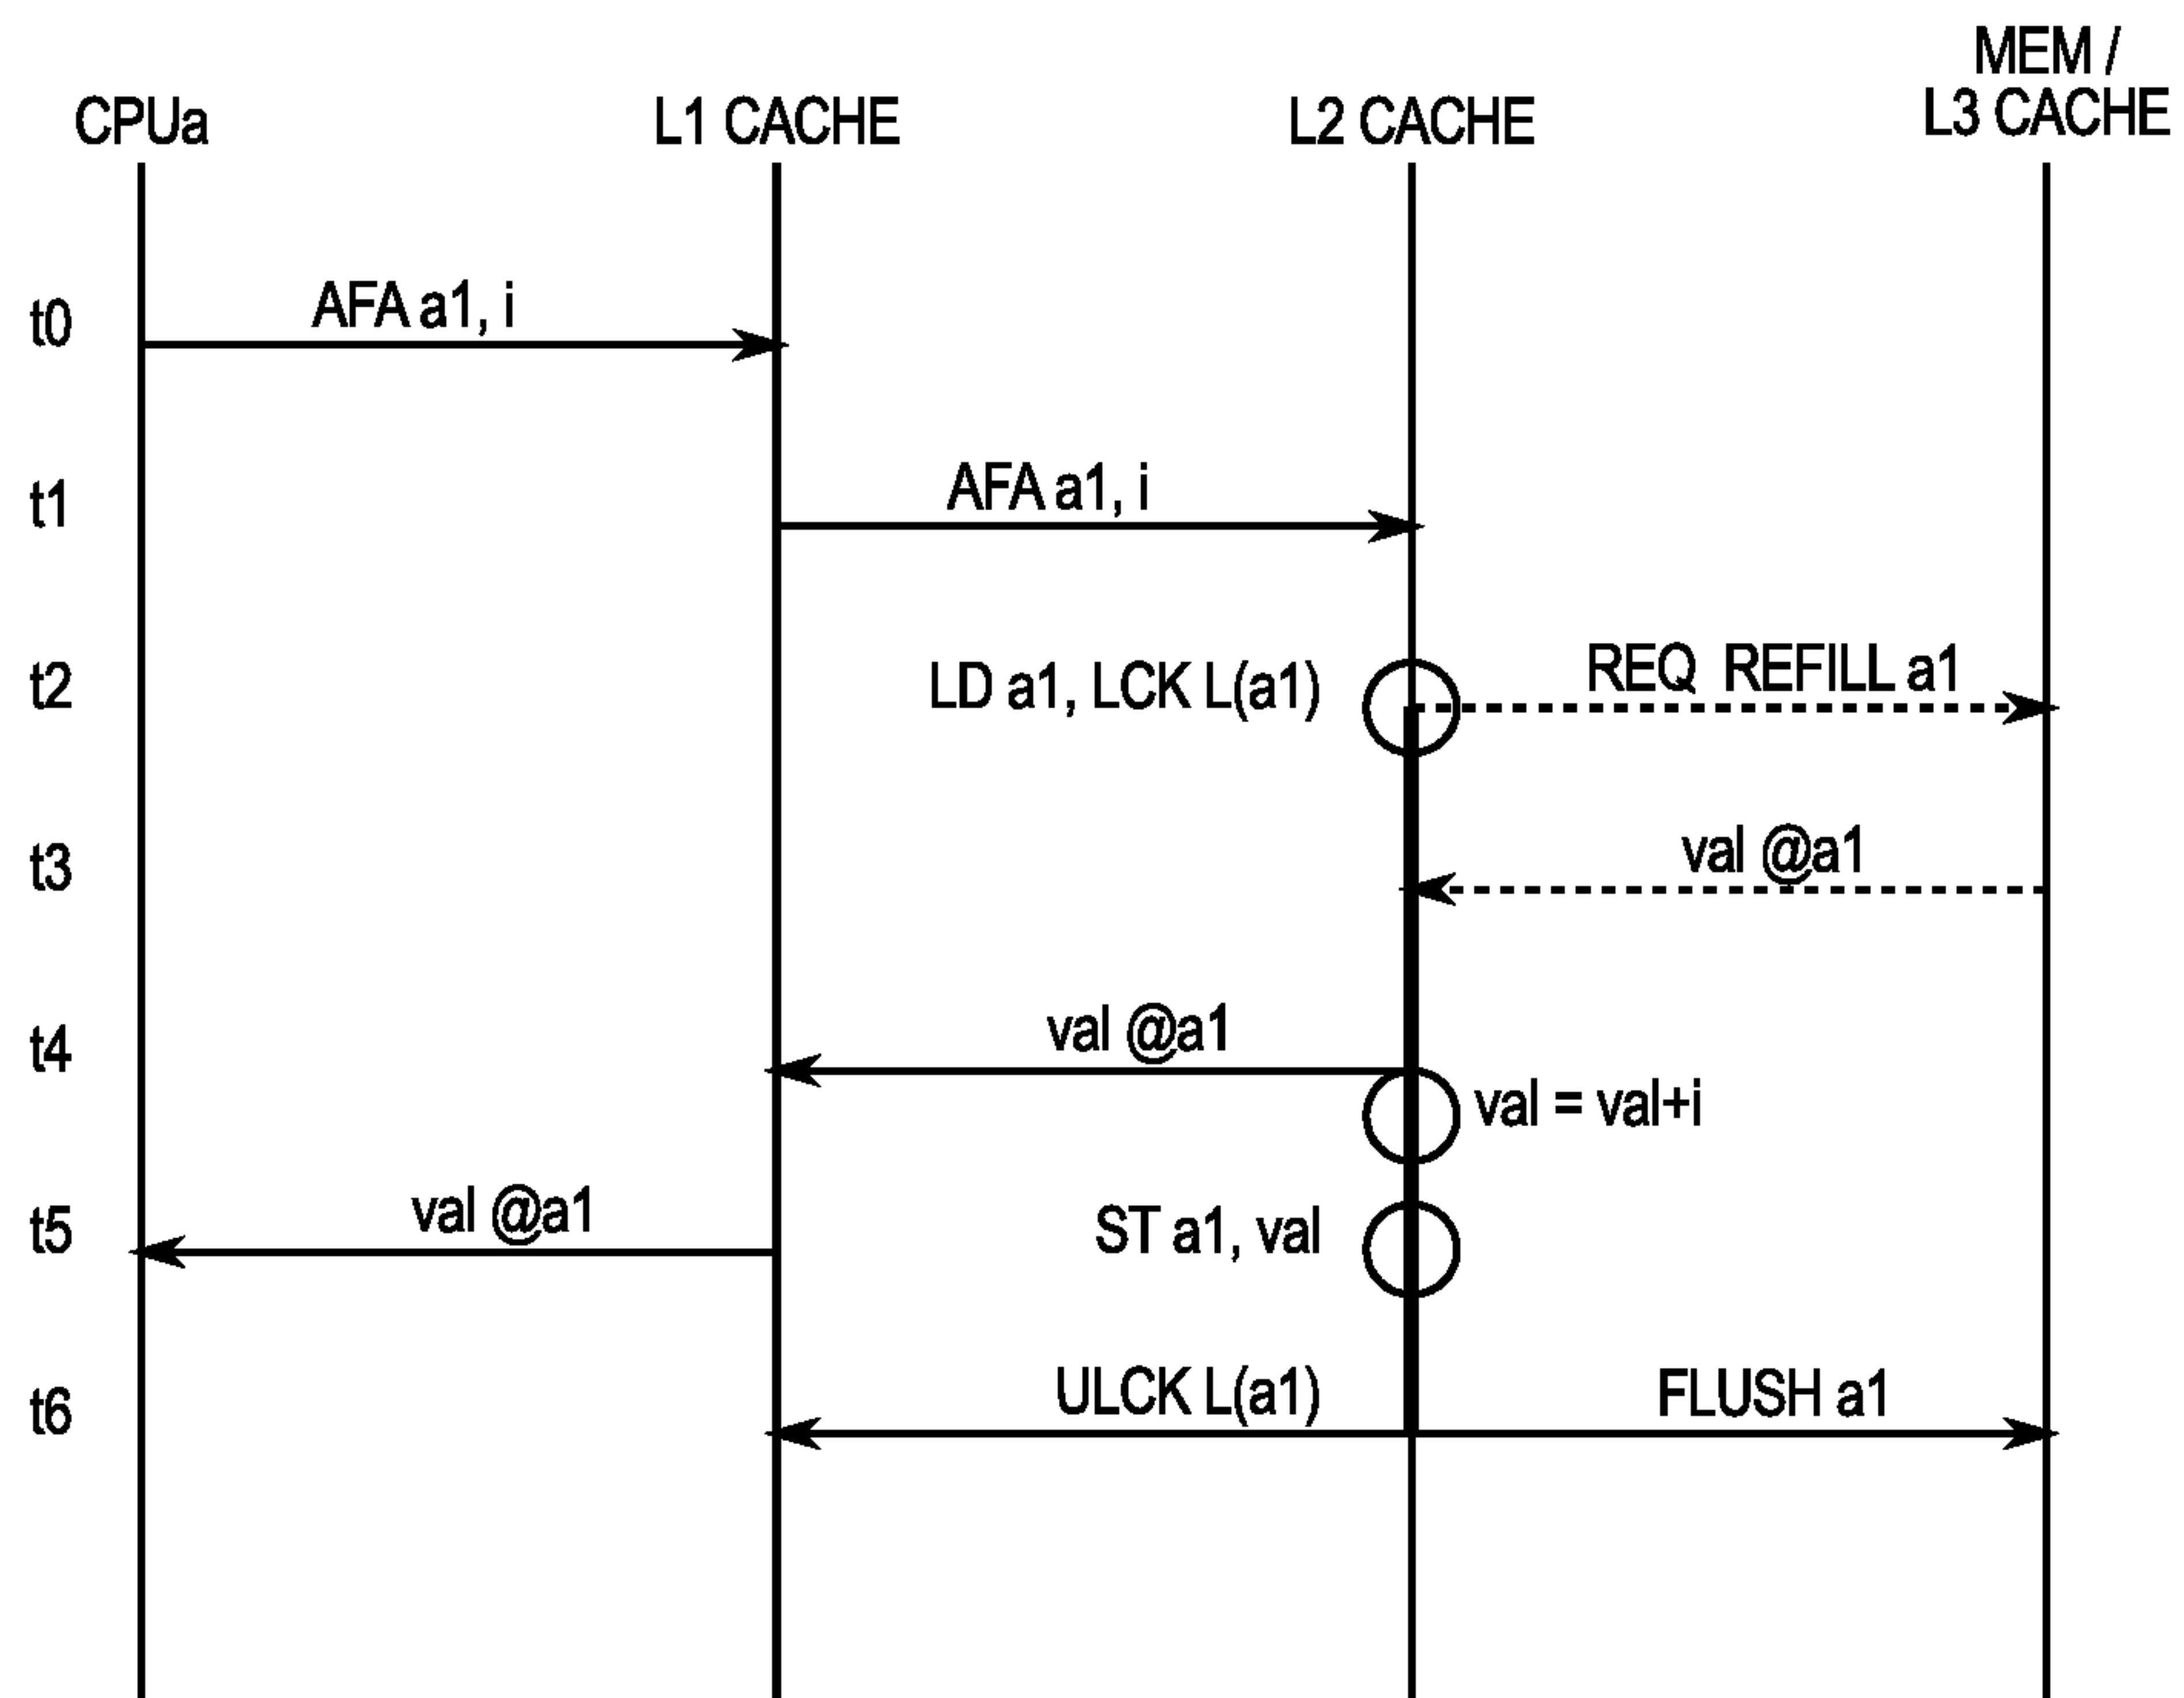 MEM /
CPUa L1 CACHE L2 CACHE L3 CACHE
t0 AFA a1, i
t1 AFA a1, i
t2 LD a1, LCK L(a1) REQ REFILL a1
t3 val @a1
t4 val @a1
val = val+i
t5 val @a1 ST a1, val
t6 ULCK L(a1) FLUSH a1